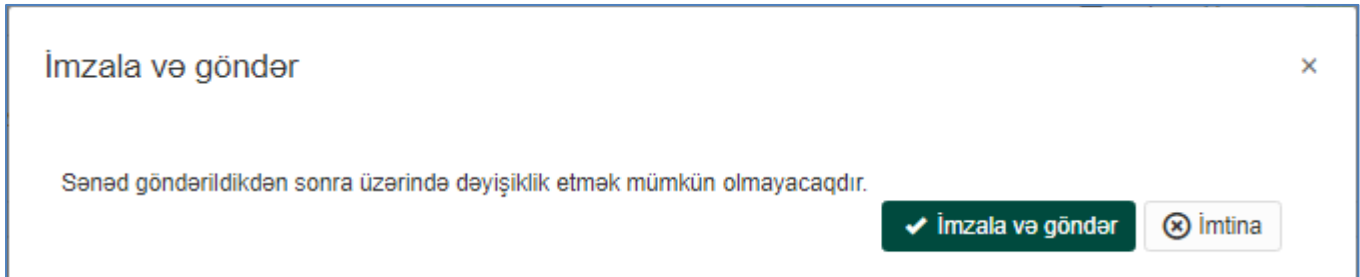 İmzala və göndər
Sənəd göndərildikdən sonra üzərində dəyişiklik etmək mümkün olmayacaqdır.
İmzala və göndər
İmtina